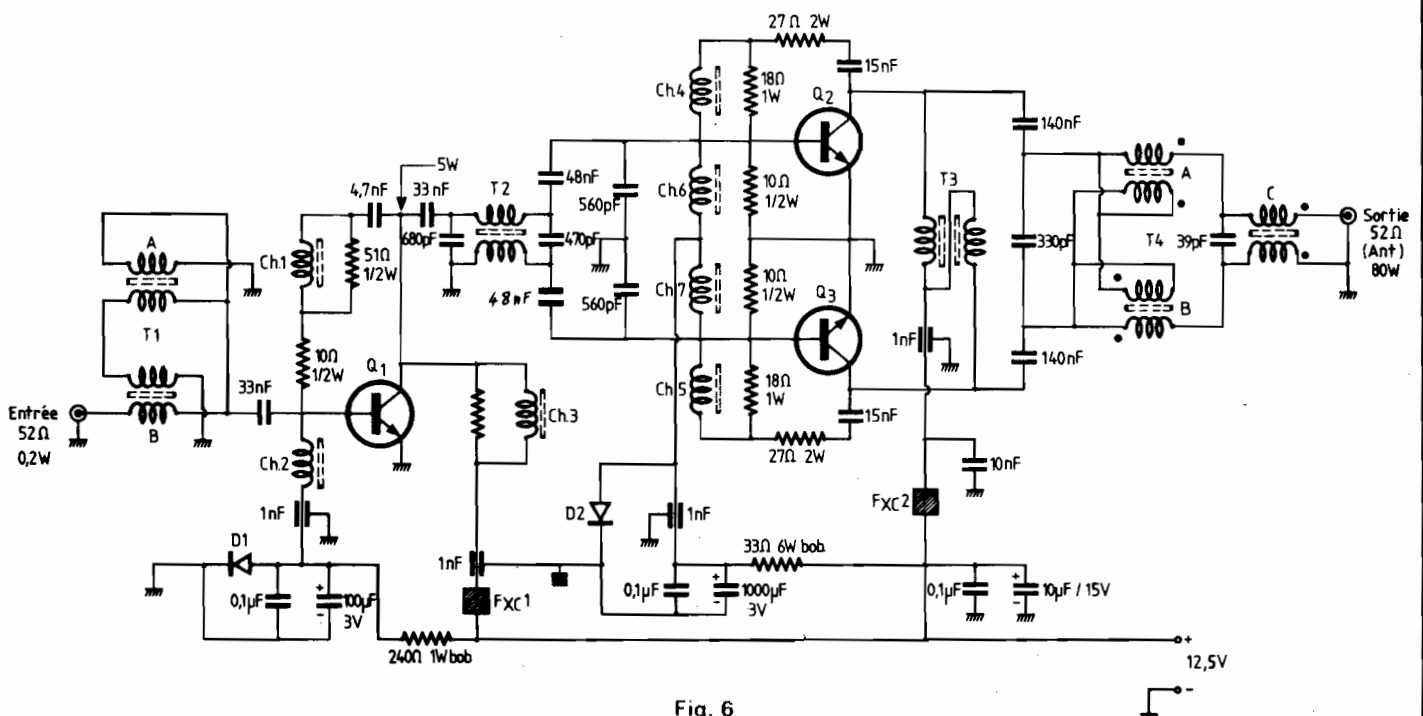 27 Ω 2W
15nF
Ch.4
18Ω
1W
Q2
140nF
5W
4,7nF
33 nF
T2
48nF
560pF
Ch.6
10Ω
1/2W
T3
A
C
Sortie
52Ω
(Ant)
80W
680pF
470pF
330pF
T4
39pF
A
51Ω
1/2W
Ch.1
T1
48nF
560pF
Ch.7
10Ω
1/2W
Q3
1nF
B
140nF
10Ω
1/2W
Q1
33nF
Entrée
52Ω
0,2W
B
Ch.3
Ch.5
18Ω
1W
15nF
27Ω 2W
Ch.2
10nF
1nF
D2
1nF
FXC2
D1
1nF
33Ω 6W bob.
0,1µF
+
100µF
-
3V
FXC1
0,1µF
+
1000µF
-
3V
0,1µF
+
10µF / 15V
-
240Ω 1W bob
+
12,5V
-
Fig. 6